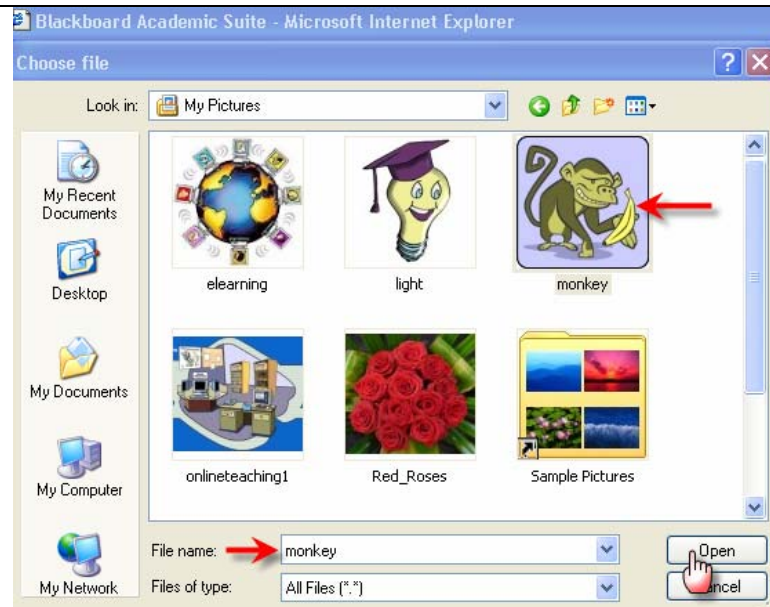 Blackboard Academic Suite - Microsoft Internet Explorer
Choose file
Look in: My Pictures
My Recent
Documents
Desktop
My Documents
My Computer
My Network
elearning
light
monkey
onlineteaching1
Red_Roses
Sample Pictures
File name: monkey
Open
Files of type: All Files (*.*)
Cancel